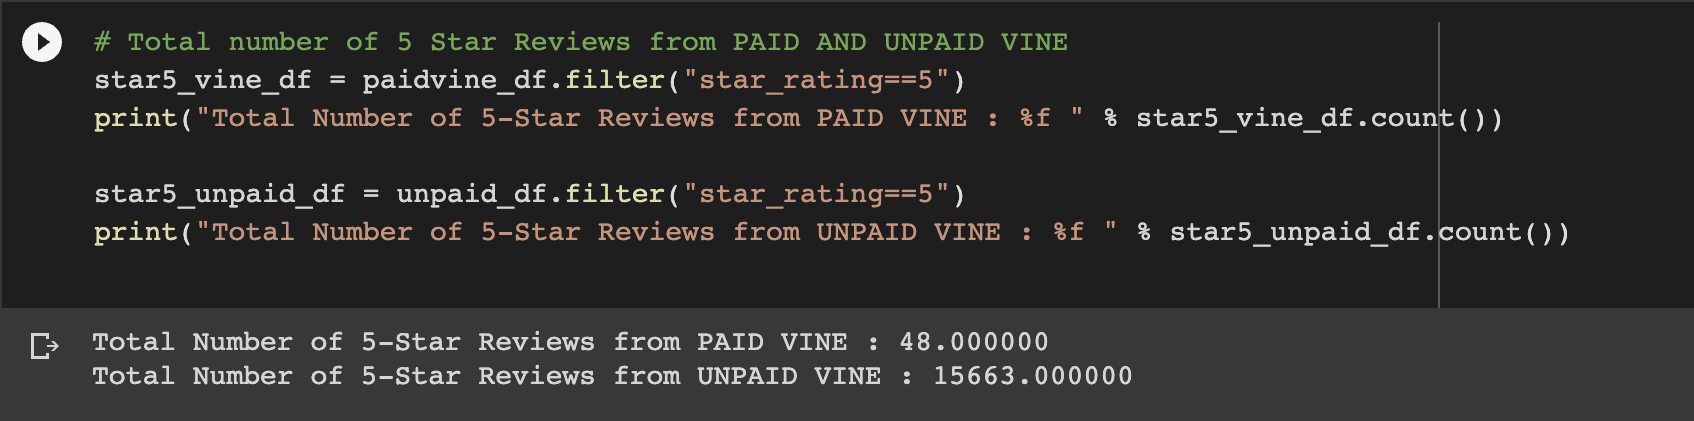 # Total number of 5 Star Reviews from PAID AND UNPAID VINE
star5_vine_df = paidvine_df.filter("star_rating==5")
print("Total Number of 5-Star Reviews from PAID VINE : %f " % star5_vine_df.count())
star5_unpaid_df = unpaid_df.filter("star_rating==5")
print("Total Number of 5-Star Reviews from UNPAID VINE : %f " % star5_unpaid_df.count())
Total Number of 5-Star Reviews from PAID VINE : 48.000000
Total Number of 5-Star Reviews from UNPAID VINE : 15663.000000